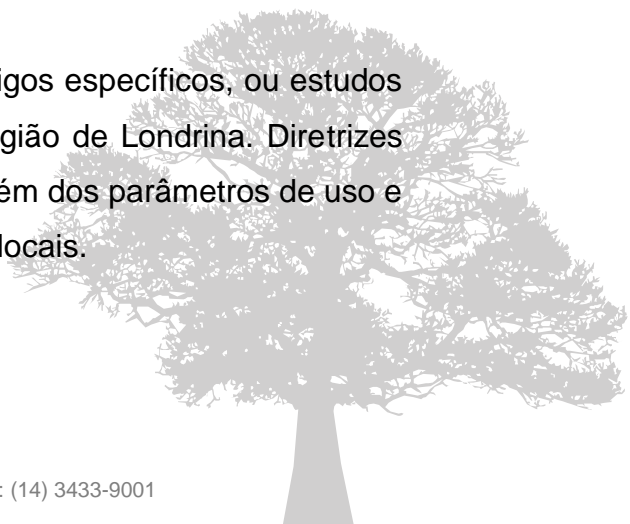 igos específicos, ou estudos
gião de Londrina. Diretrizes
ém dos parâmetros de uso e
locais.
: (14) 3433-9001